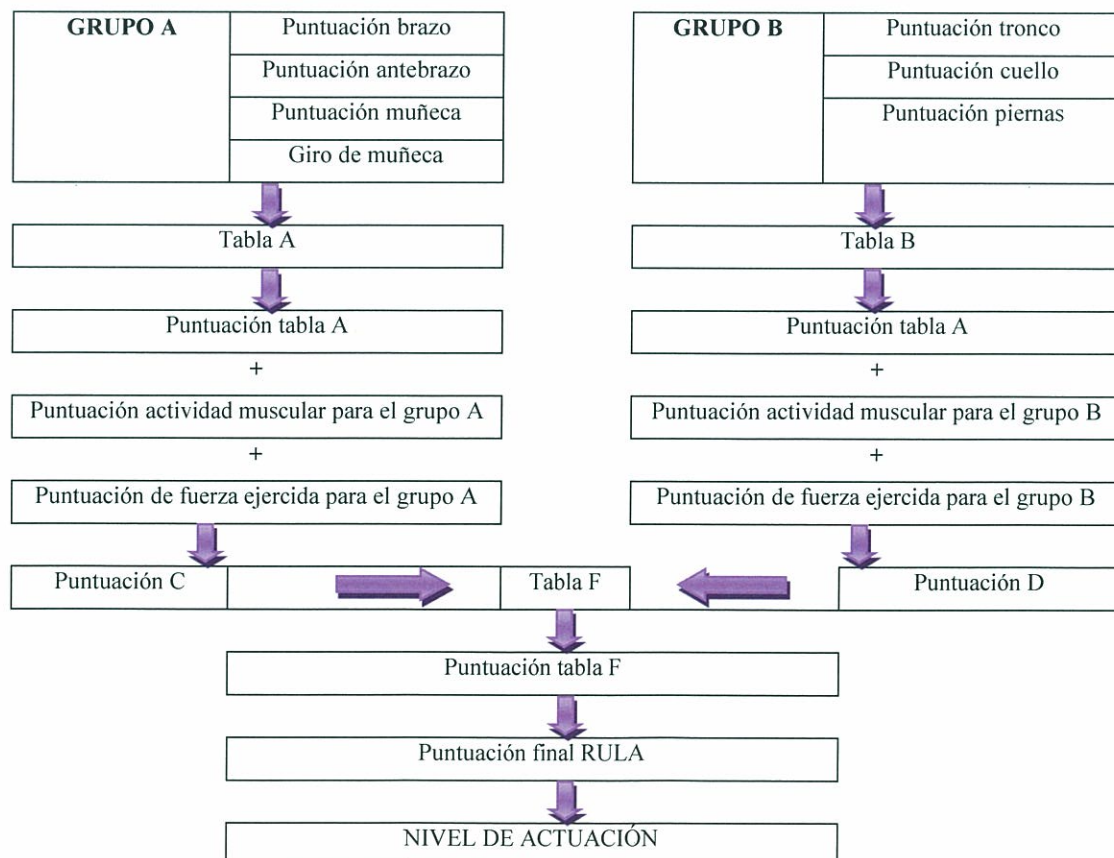 GRUPO A
Puntuación brazo
Puntuación antebrazo
Puntuación muñeca
Giro de muñeca
GRUPO B
Puntuación tronco
Puntuación cuello
Puntuación piernas
Tabla A
Tabla B
Puntuación tabla A
Puntuación tabla A
+
+
Puntuación actividad muscular para el grupo A
Puntuación actividad muscular para el grupo B
+
+
Puntuación de fuerza ejercida para el grupo A
Puntuación de fuerza ejercida para el grupo B
Puntuación C
Tabla F
Puntuación D
Puntuación tabla F
Puntuación final RULA
NIVEL DE ACTUACIÓN